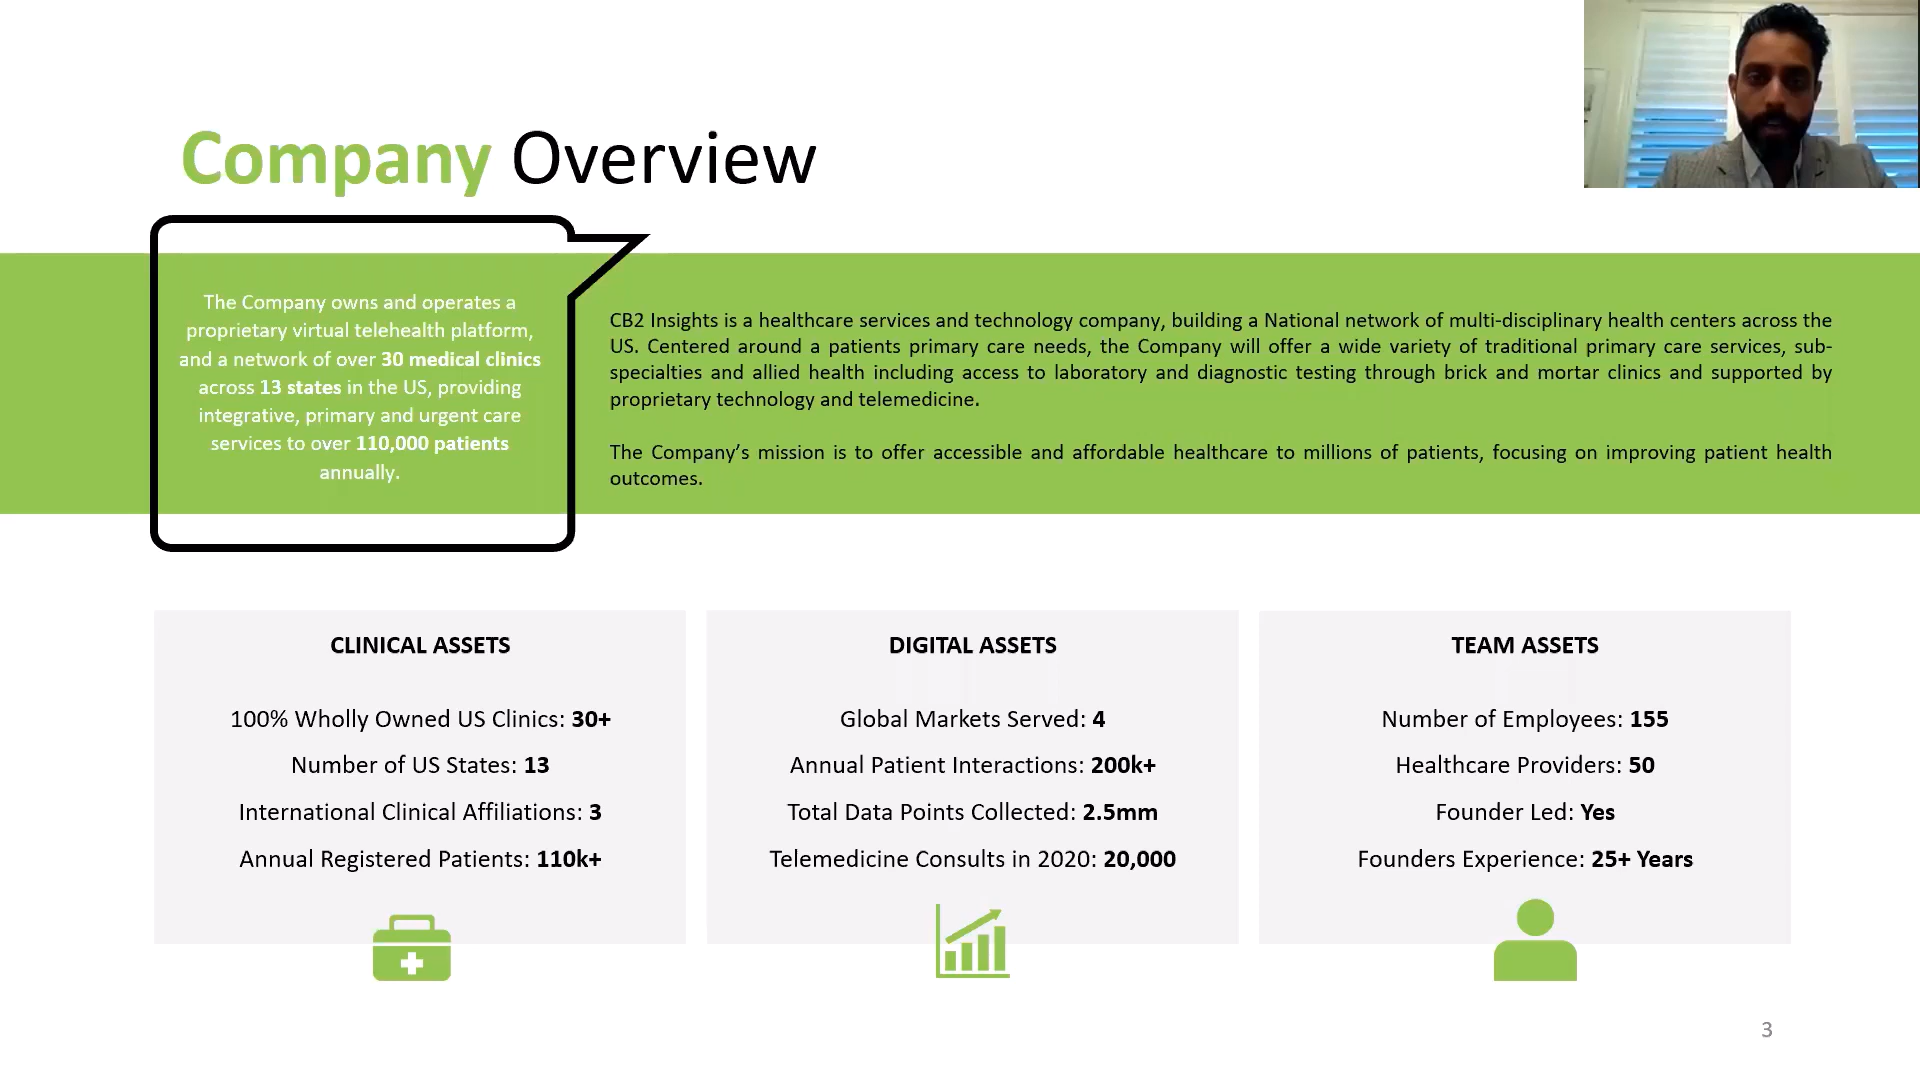 Company Overview
The Company owns and operates a
proprietary virtual telehealth platform,
and a network of over 30 medical clinics
across 13 states in the US, providing
integrative, primary and urgent care
services to over 110,000 patients
annually.
CB2 Insights is a healthcare services and technology company, building a National network of multi-disciplinary health centers across the
US. Centered around a patients primary care needs, the Company will offer a wide variety of traditional primary care services, sub-
specialties and allied health including access to laboratory and diagnostic testing through brick and mortar clinics and supported by
proprietary technology and telemedicine.
The Company’s mission is to offer accessible and affordable healthcare to millions of patients, focusing on improving patient health
outcomes.
CLINICAL ASSETS
100% Wholly Owned US Clinics: 30+
Number of US States: 13
International Clinical Affiliations: 3
Annual Registered Patients: 110k+
DIGITAL ASSETS
Global Markets Served: 4
Annual Patient Interactions: 200k+
Total Data Points Collected: 2.5mm
Telemedicine Consults in 2020: 20,000
TEAM ASSETS
Number of Employees: 155
Healthcare Providers: 50
Founder Led: Yes
Founders Experience: 25+ Years
3